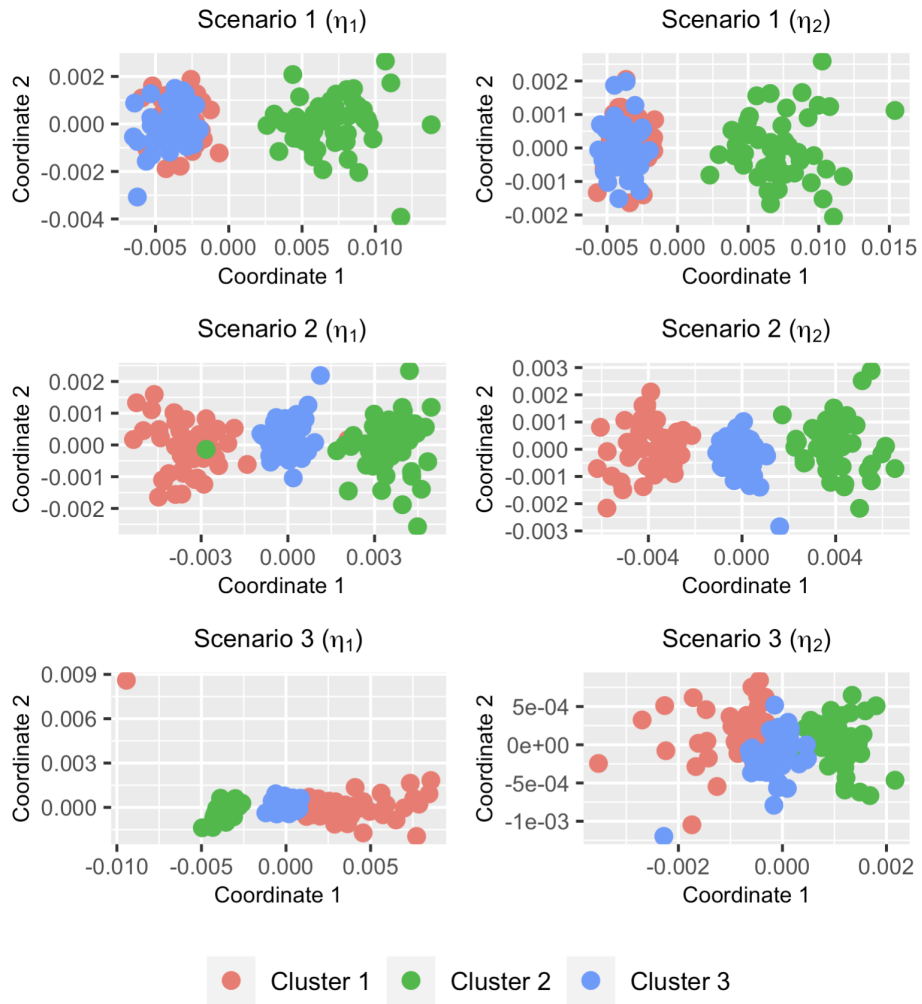 Scenario 1 (η₁)
Coordinate 2
0.002
0.000
-0.002
-0.004
-0.005 0.000 0.005 0.010
Coordinate 1
Scenario 1 (η₂)
Coordinate 2
0.002
0.001
0.000
-0.001
-0.002
-0.005 0.000 0.005 0.010 0.015
Coordinate 1
Scenario 2 (η₁)
Coordinate 2
0.002
0.001
0.000
-0.001
-0.002
-0.003 0.000 0.003
Coordinate 1
Scenario 2 (η₂)
Coordinate 2
0.003
0.002
0.001
0.000
-0.001
-0.002
-0.003
-0.004 0.000 0.004
Coordinate 1
Scenario 3 (η₁)
Coordinate 2
0.009
0.006
0.003
0.000
-0.010 -0.005 0.000 0.005
Coordinate 1
Scenario 3 (η₂)
Coordinate 2
5e-04
0e+00
-5e-04
-1e-03
-0.002 0.000 0.002
Coordinate 1
Cluster 1 Cluster 2 Cluster 3